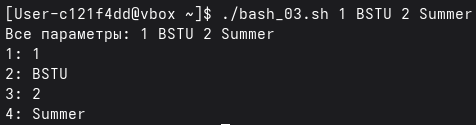 [User-c121f4dd@vbox ~]$ ./bash_03.sh 1 BSTU 2 Summer
Все параметры: 1 BSTU 2 Summer
1: 1
2: BSTU
3: 2
4: Summer